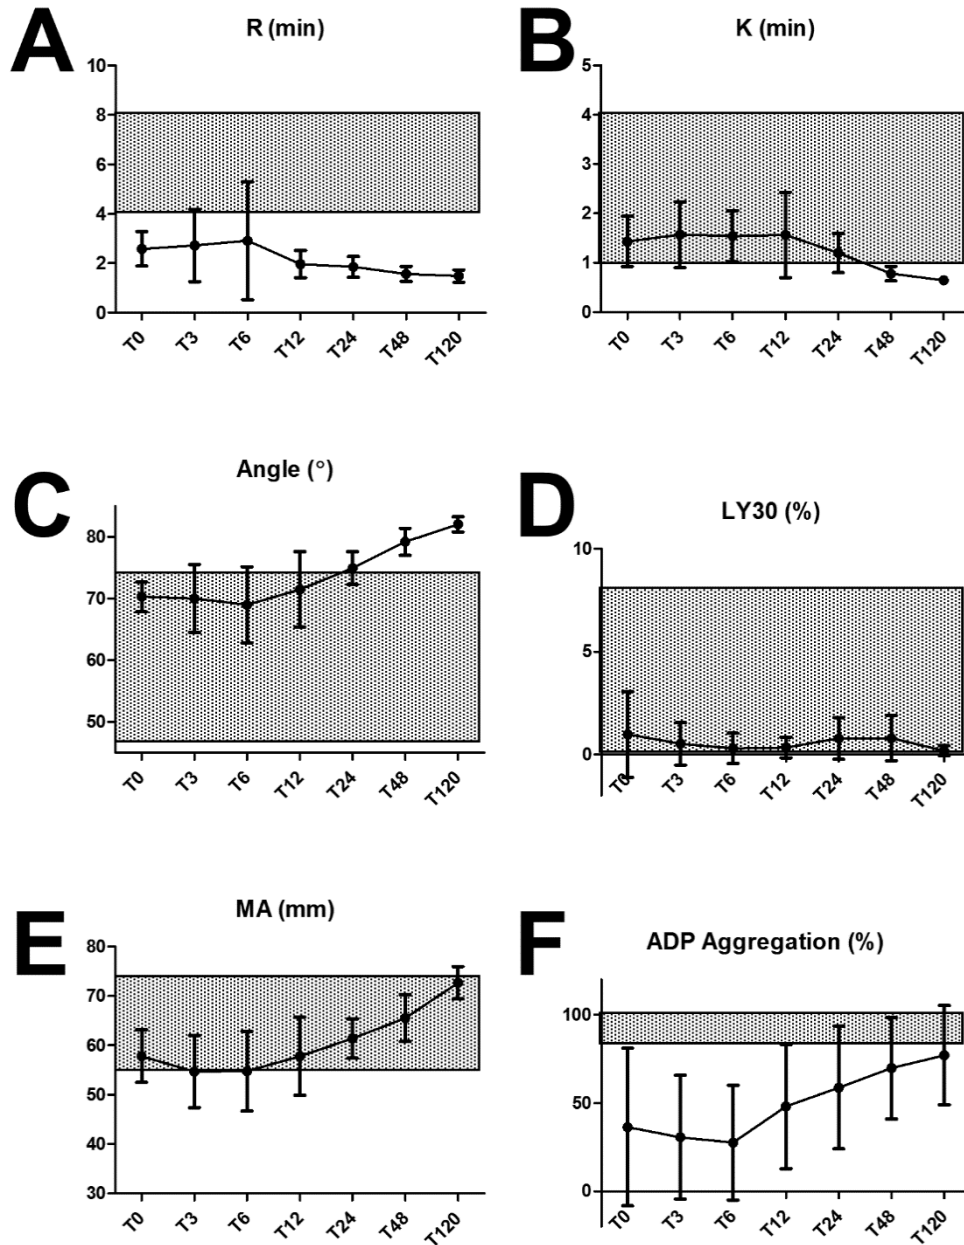 A
R (min)
10
8
6
4
2
0
T0
T3
T6
T12
T24
T48
T120
B
K (min)
5
4
3
2
1
0
T0
T3
T6
T12
T24
T48
T120
C
Angle (°)
80
70
60
50
T0
T3
T6
T12
T24
T48
T120
D
LY30 (%)
10
5
0
T0
T3
T6
T12
T24
T48
T120
E
MA (mm)
80
70
60
50
40
30
T0
T3
T6
T12
T24
T48
T120
F
ADP Aggregation (%)
100
50
0
T0
T3
T6
T12
T24
T48
T120